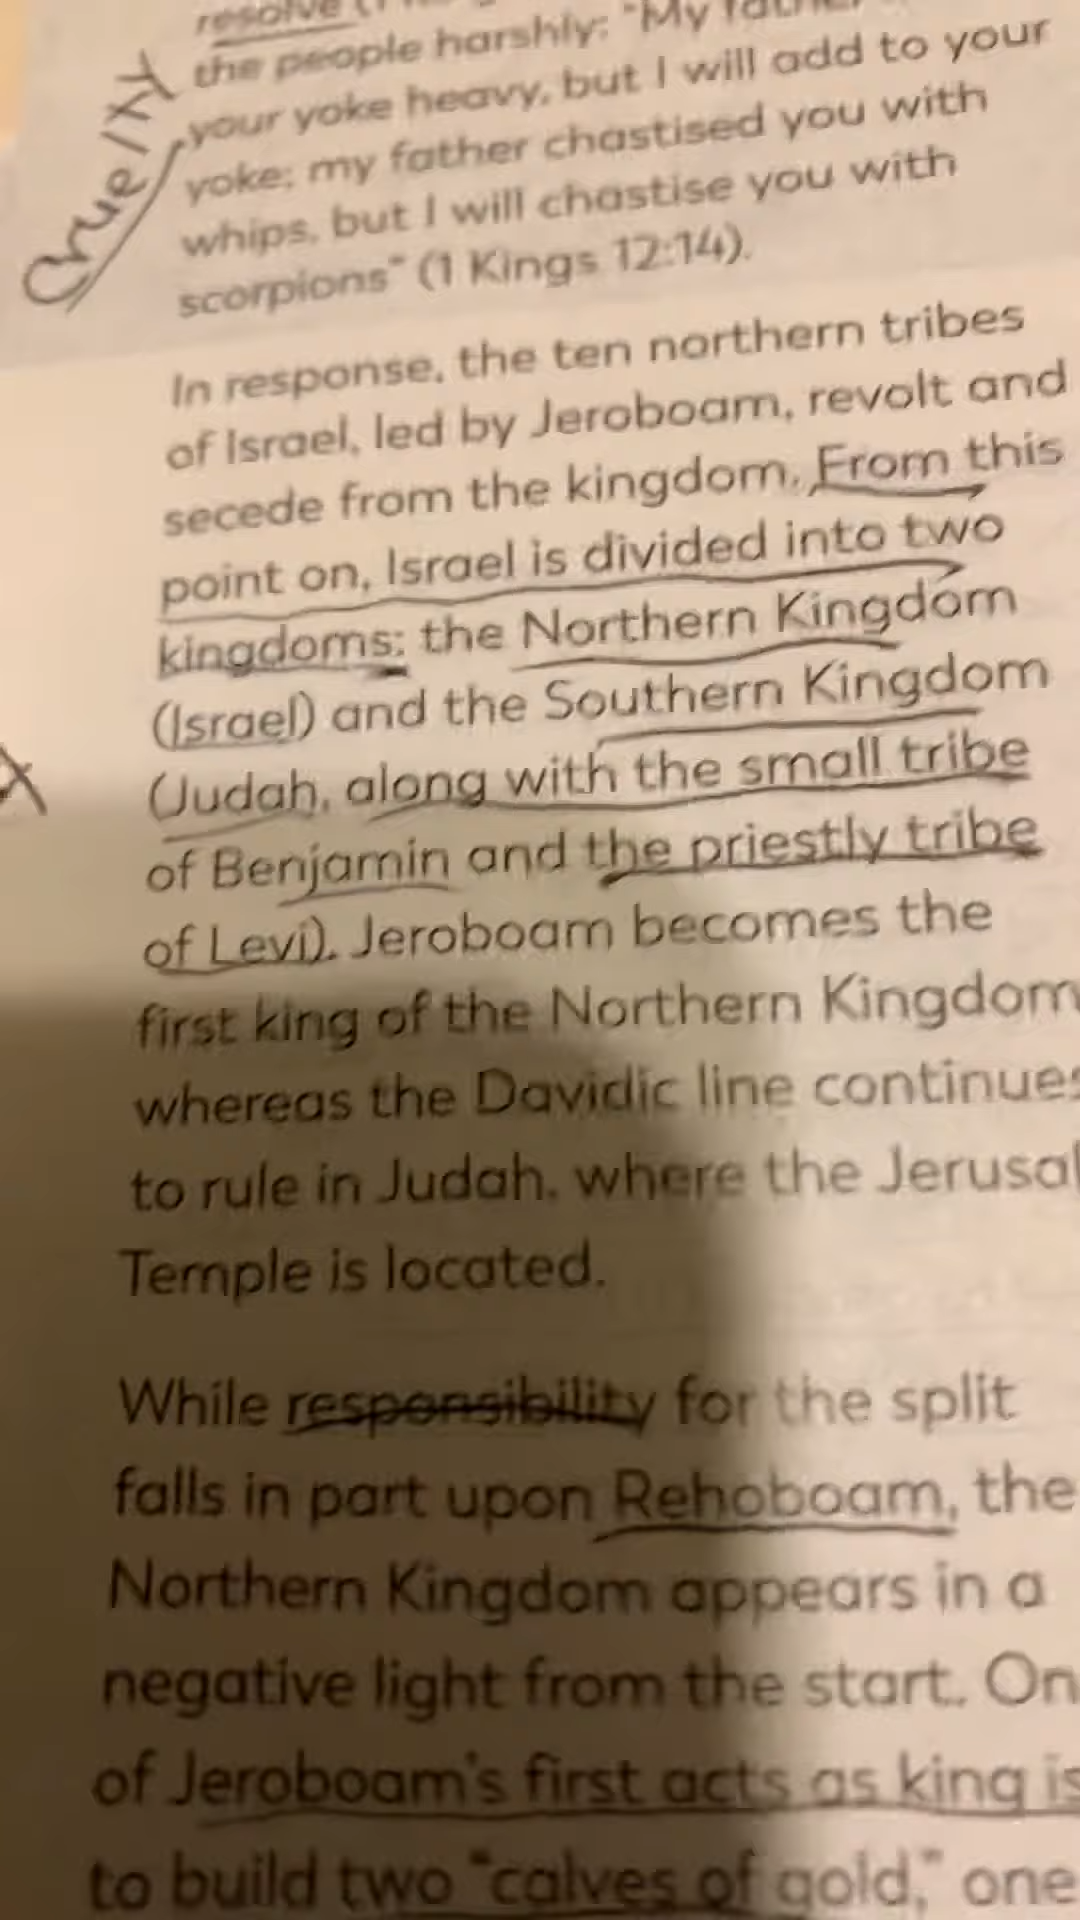 resolve
the people harshly: "My father
your yoke heavy, but I will add to your
yoke; my father chastised you with
whips, but I will chastise you with
scorpions" (1 Kings 12:14).
Cruelty
In response, the ten northern tribes
of Israel, led by Jeroboam, revolt and
secede from the kingdom. From this
point on, Israel is divided into two
kingdoms: the Northern Kingdom
(Israel) and the Southern Kingdom
(Judah, along with the small tribe
of Benjamin and the priestly tribe
of Levi). Jeroboam becomes the
first king of the Northern Kingdom
whereas the Davidic line continues
to rule in Judah, where the Jerusal
Temple is located.
While responsibility for the split
falls in part upon Rehoboam, the
Northern Kingdom appears in a
negative light from the start. On
of Jeroboam's first acts as king is
to build two "calves of gold," one